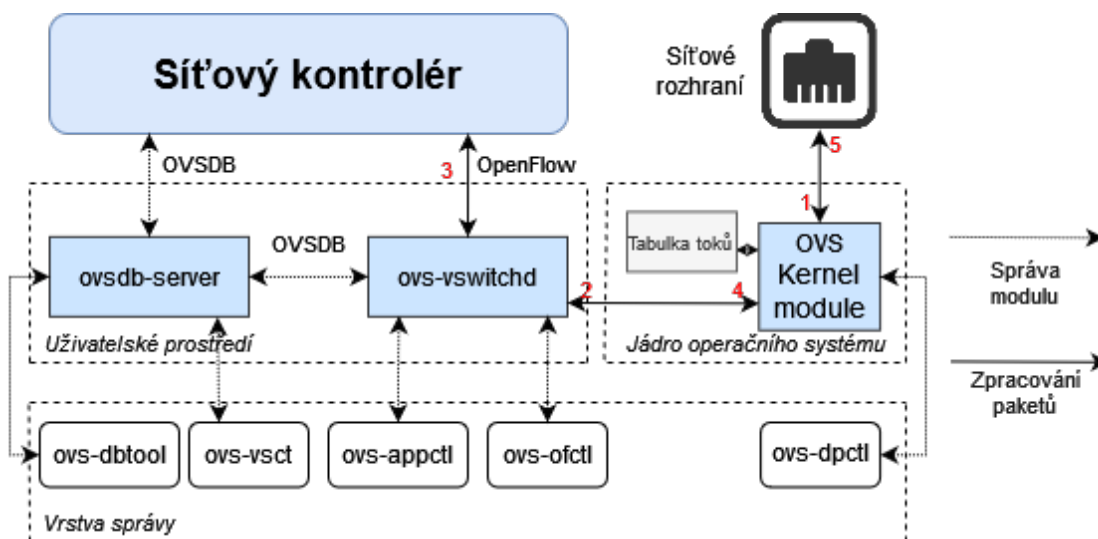 Síťový kontrolér
Síťové
rozhraní
OVSDB
3
OpenFlow
5
1
OVSDB
Tabulka toků
OVS
Kernel
module
ovsdb-server
ovs-vswitchd
2
4
Uživatelské prostředí
Jádro operačního systému
Správa
modulu
Zpracování
paketů
ovs-dbtool
ovs-vsct
ovs-appctl
ovs-ofctl
ovs-dpctl
Vrstva správy